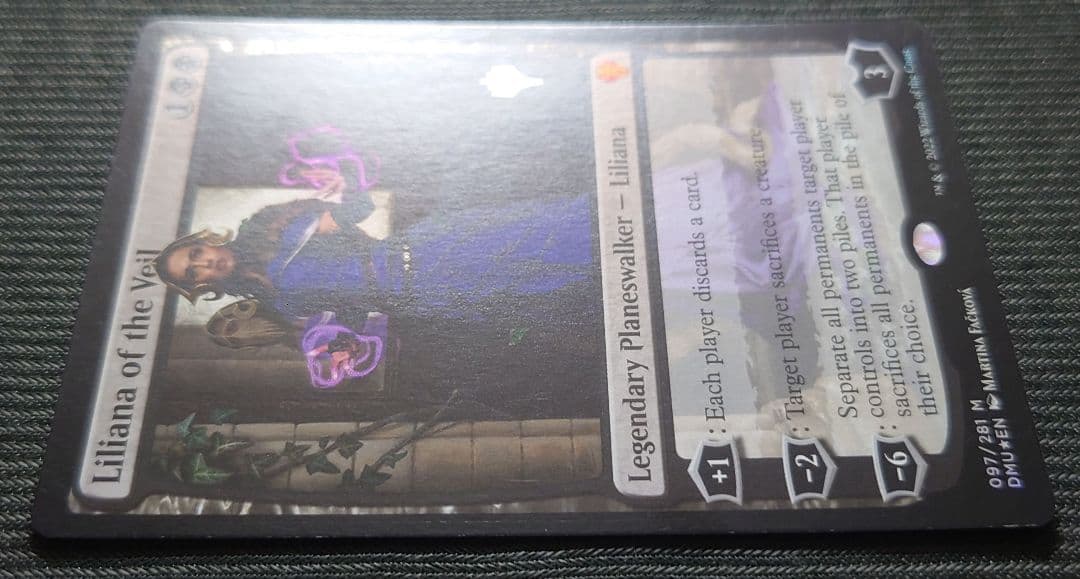 Liliana of the Veil
Legendary Planeswalker – Liliana
+1 : Each player discards a card.
−2 : Target player sacrifices a creature.
−6 : Separate all permanents target player
controls into two piles. That player
sacrifices all permanents in the pile of
their choice.
3
097/281 M
DMU★EN MARTINA FAČKOVÁ
™ & © 2022 Wizards of the Coast